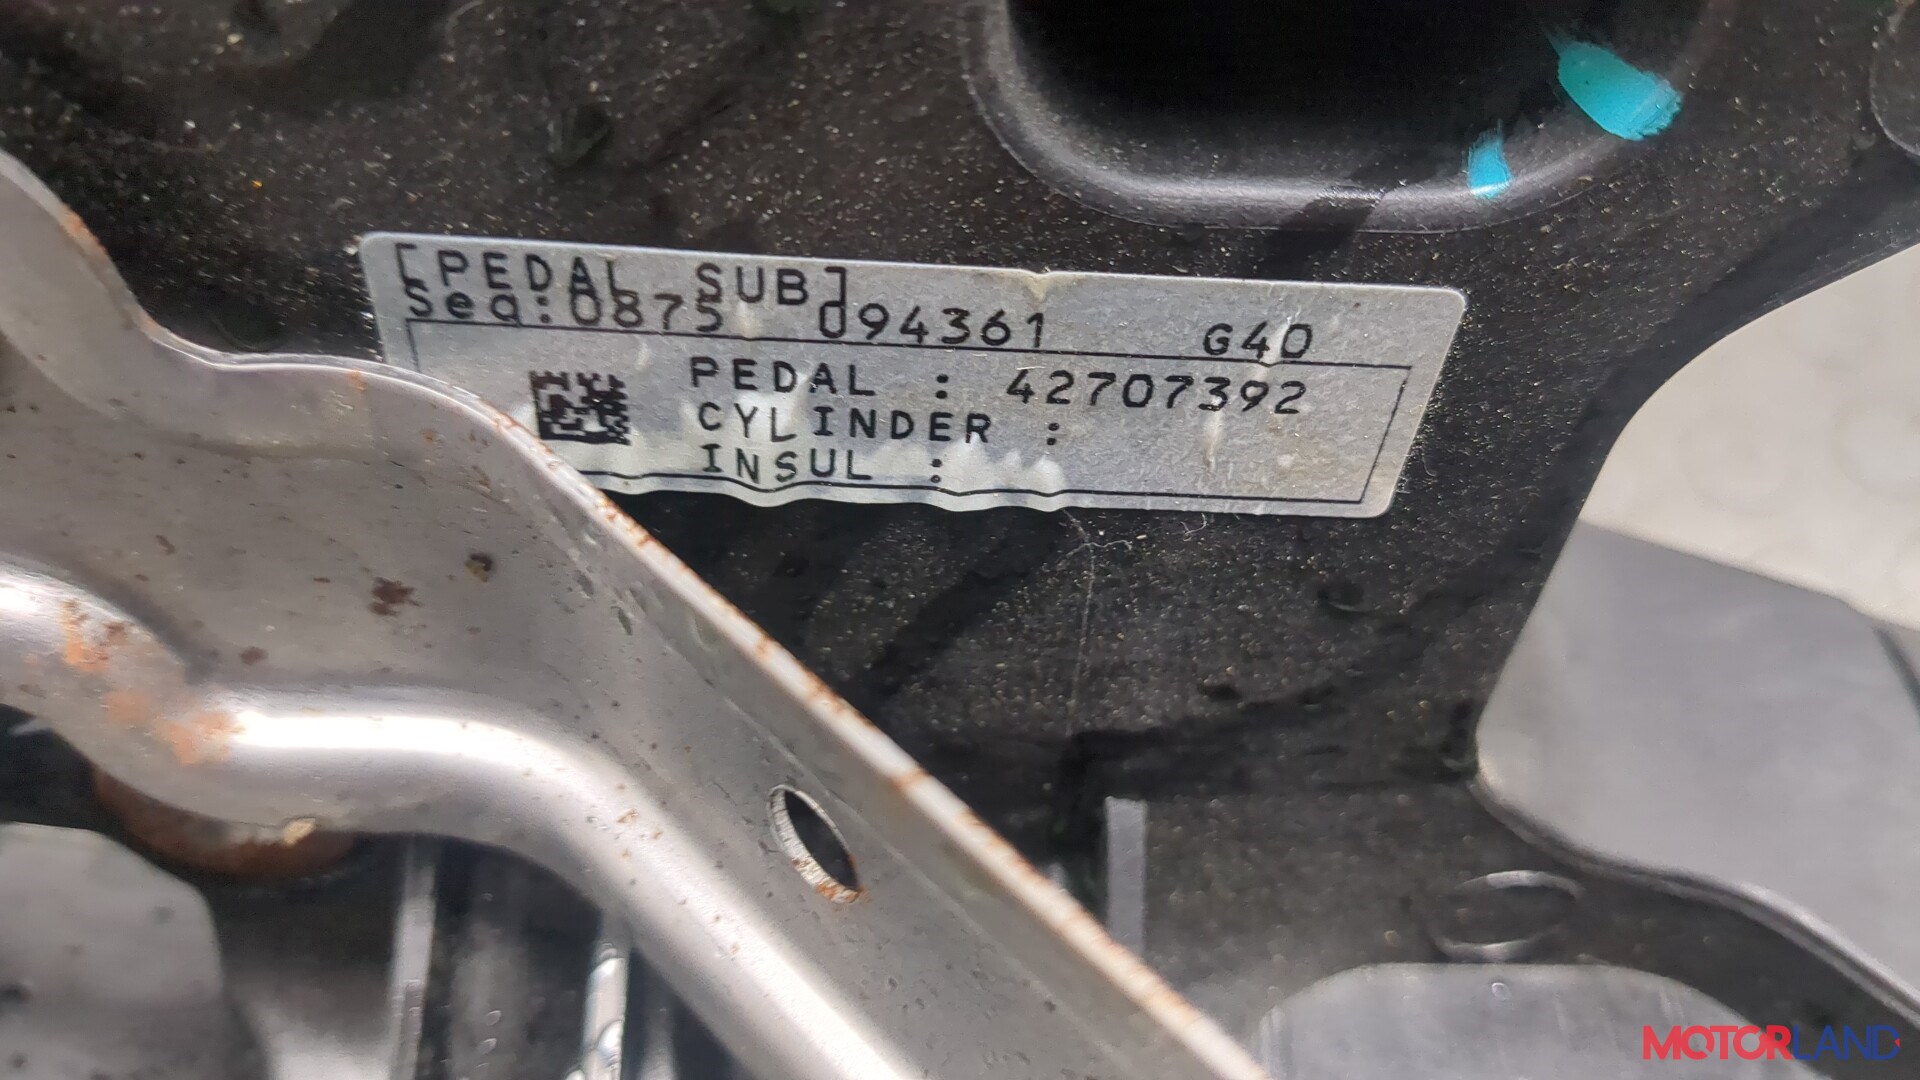 [PEDAL SUB]
Seq:0875 094361 G40
PEDAL : 42707392
CYLINDER :
INSUL :
MOTORLAND